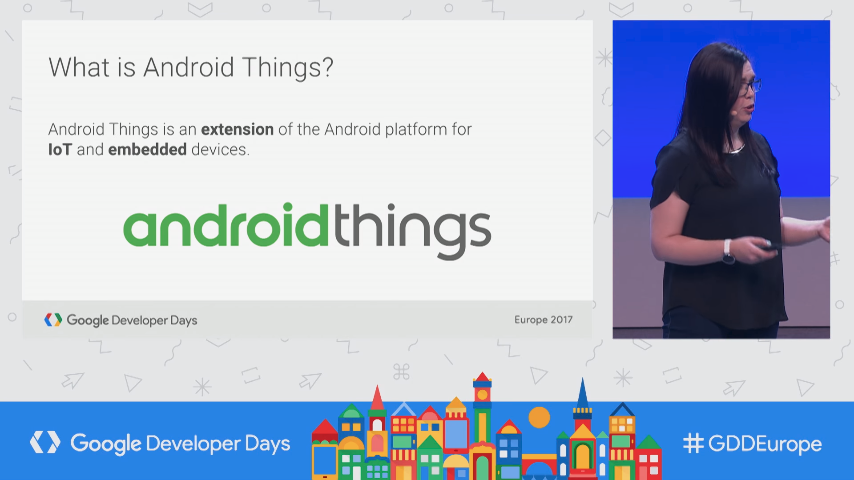 What is Android Things?
Android Things is an extension of the Android platform for
IoT and embedded devices.
androidthings
Google Developer Days
Europe 2017
Google Developer Days
#GDDEurope